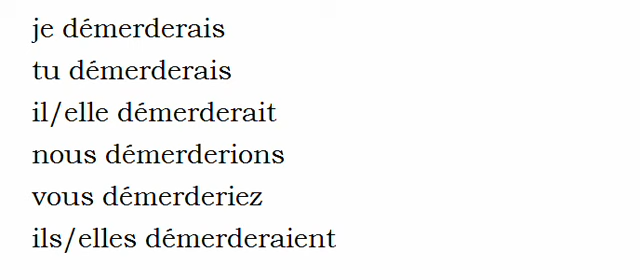 je démerderais
tu démerderais
il/elle démerderait
nous démerderions
vous démerderiez
ils/elles démerderaient